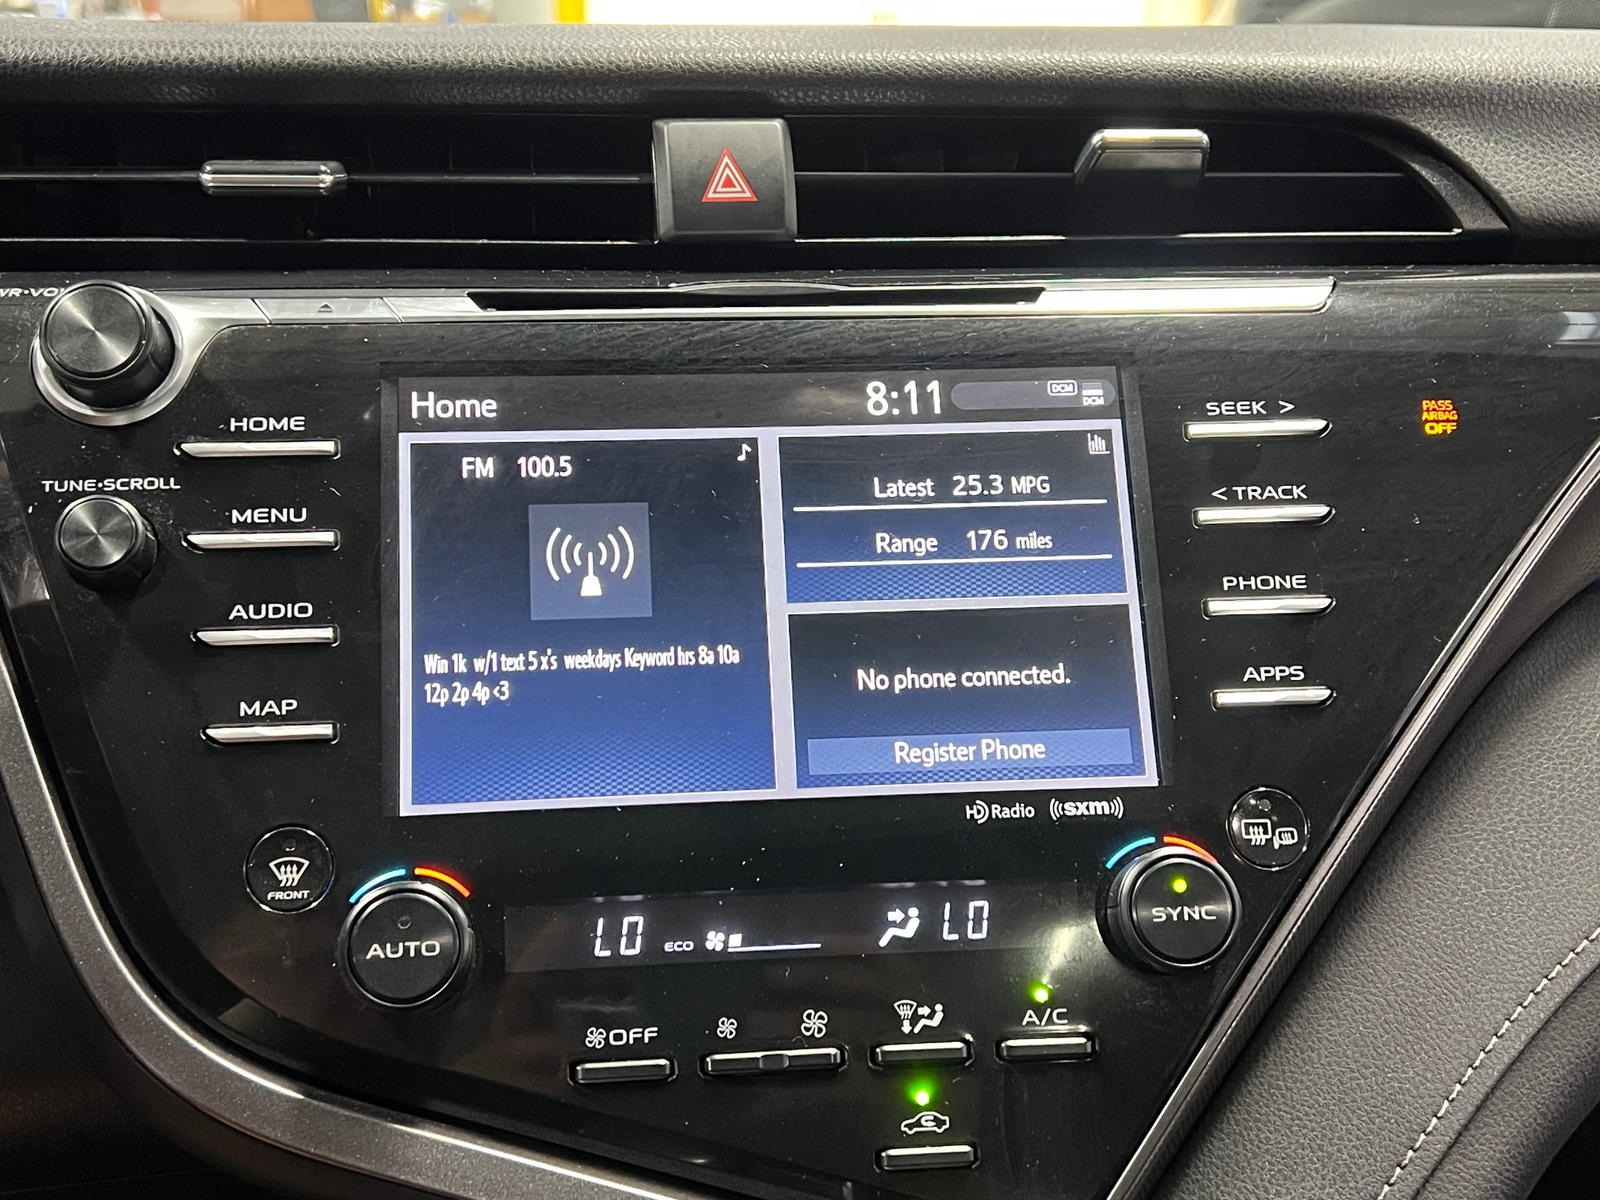 PWR•VOL
HOME
TUNE•SCROLL
MENU
AUDIO
MAP
Home
8:11
DCM
DCM
FM 100.5
Win 1k w/1 text 5 x's weekdays Keyword hrs 8a 10a
12p 2p 4p <3
Latest 25.3 MPG
Range 176 miles
No phone connected.
Register Phone
HD Radio
((sxm))
SEEK >
< TRACK
PHONE
APPS
PASS
AIRBAG
OFF
FRONT
AUTO
LO ECO
LO
SYNC
OFF
A/C